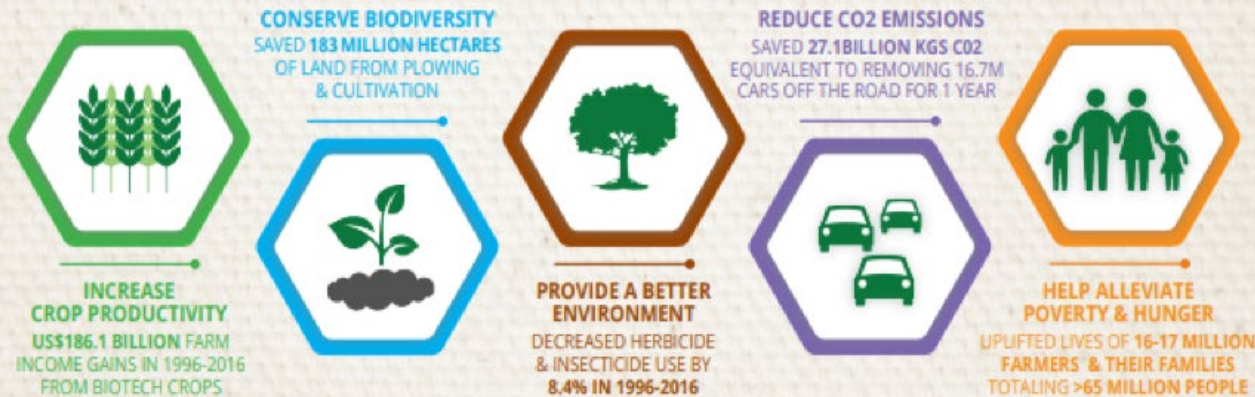 INCREASE
CROP PRODUCTIVITY
US$186.1 BILLION FARM
INCOME GAINS IN 1996-2016
FROM BIOTECH CROPS
CONSERVE BIODIVERSITY
SAVED 183 MILLION HECTARES
OF LAND FROM PLOWING
& CULTIVATION
PROVIDE A BETTER
ENVIRONMENT
DECREASED HERBICIDE
& INSECTICIDE USE BY
8.4% IN 1996-2016
REDUCE CO2 EMISSIONS
SAVED 27.1BILLION KGS C02
EQUIVALENT TO REMOVING 16.7M
CARS OFF THE ROAD FOR 1 YEAR
HELP ALLEVIATE
POVERTY & HUNGER
UPLIFTED LIVES OF 16-17 MILLION
FARMERS & THEIR FAMILIES
TOTALING >65 MILLION PEOPLE